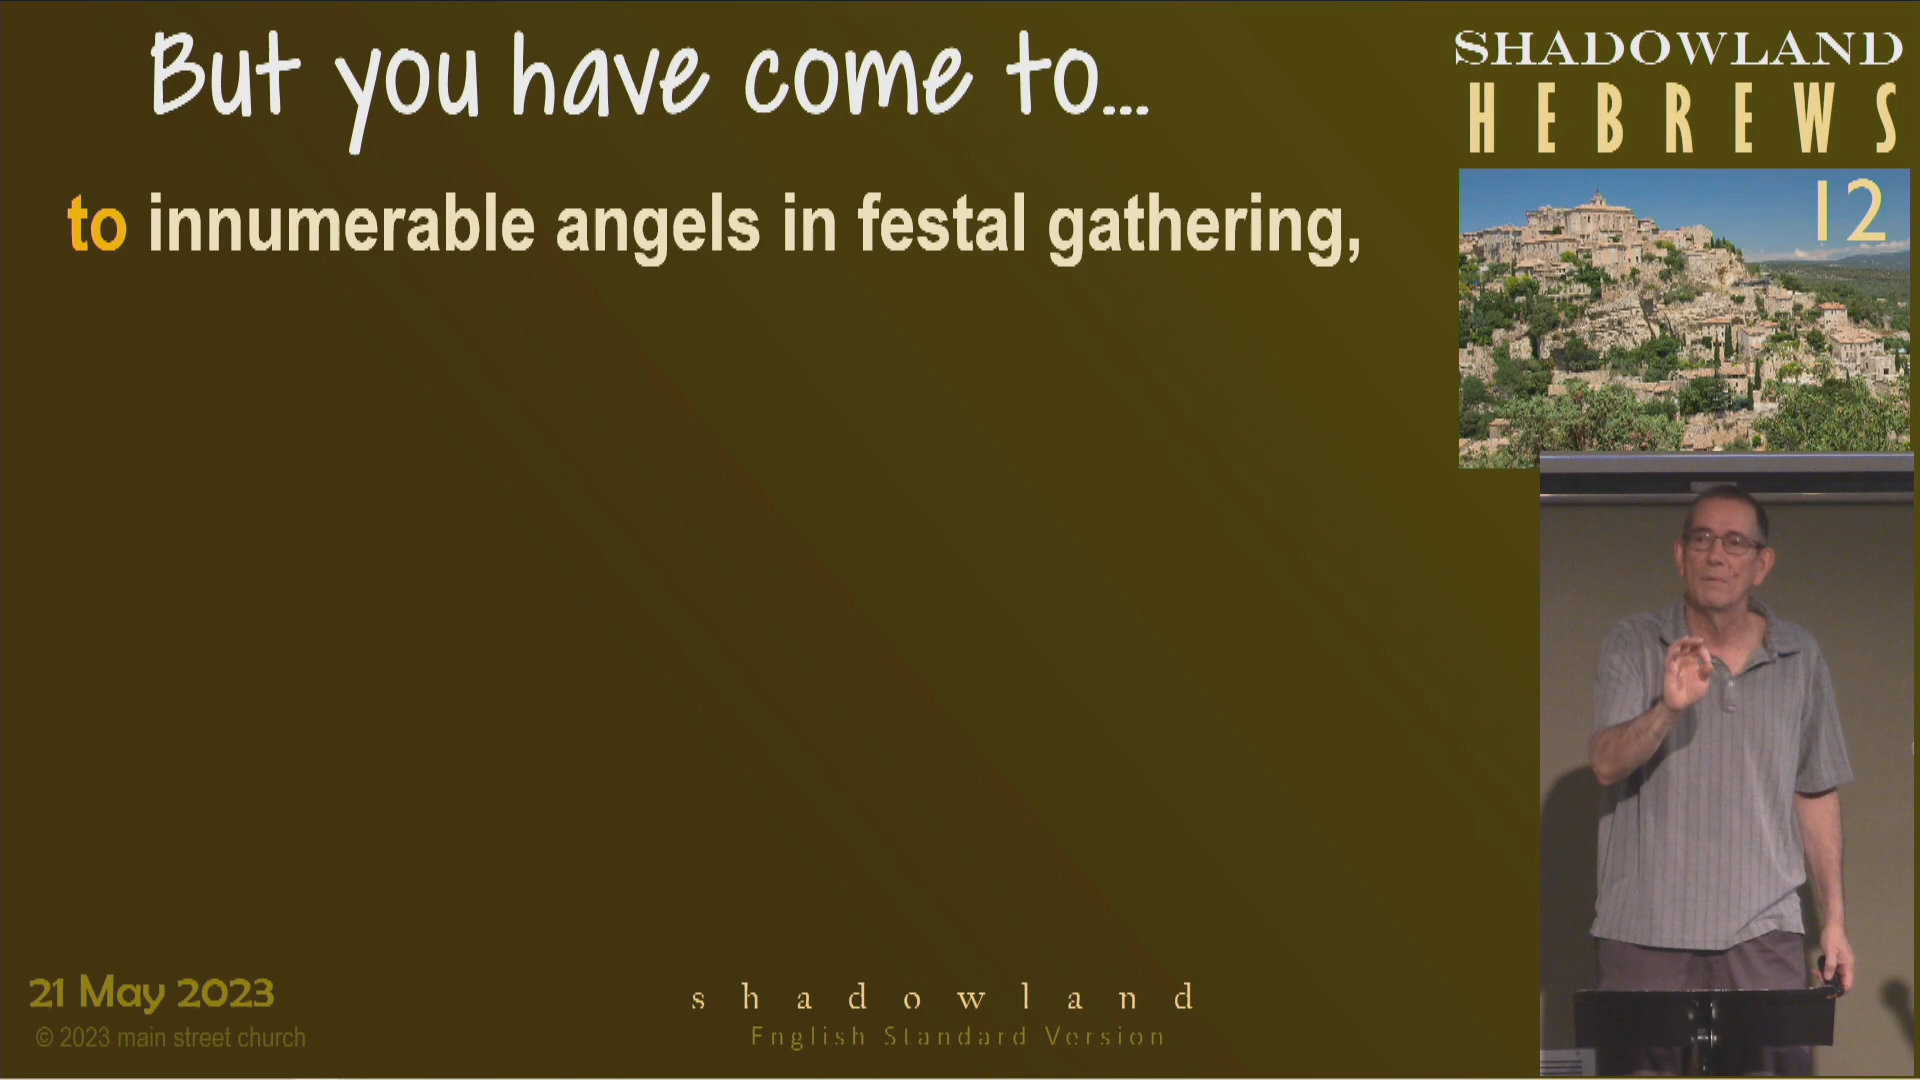 But you have come to...
to innumerable angels in festal gathering,
SHADOWLAND
HEBREWS
12
21 May 2023
© 2023 main street church
shadowland
English Standard Version